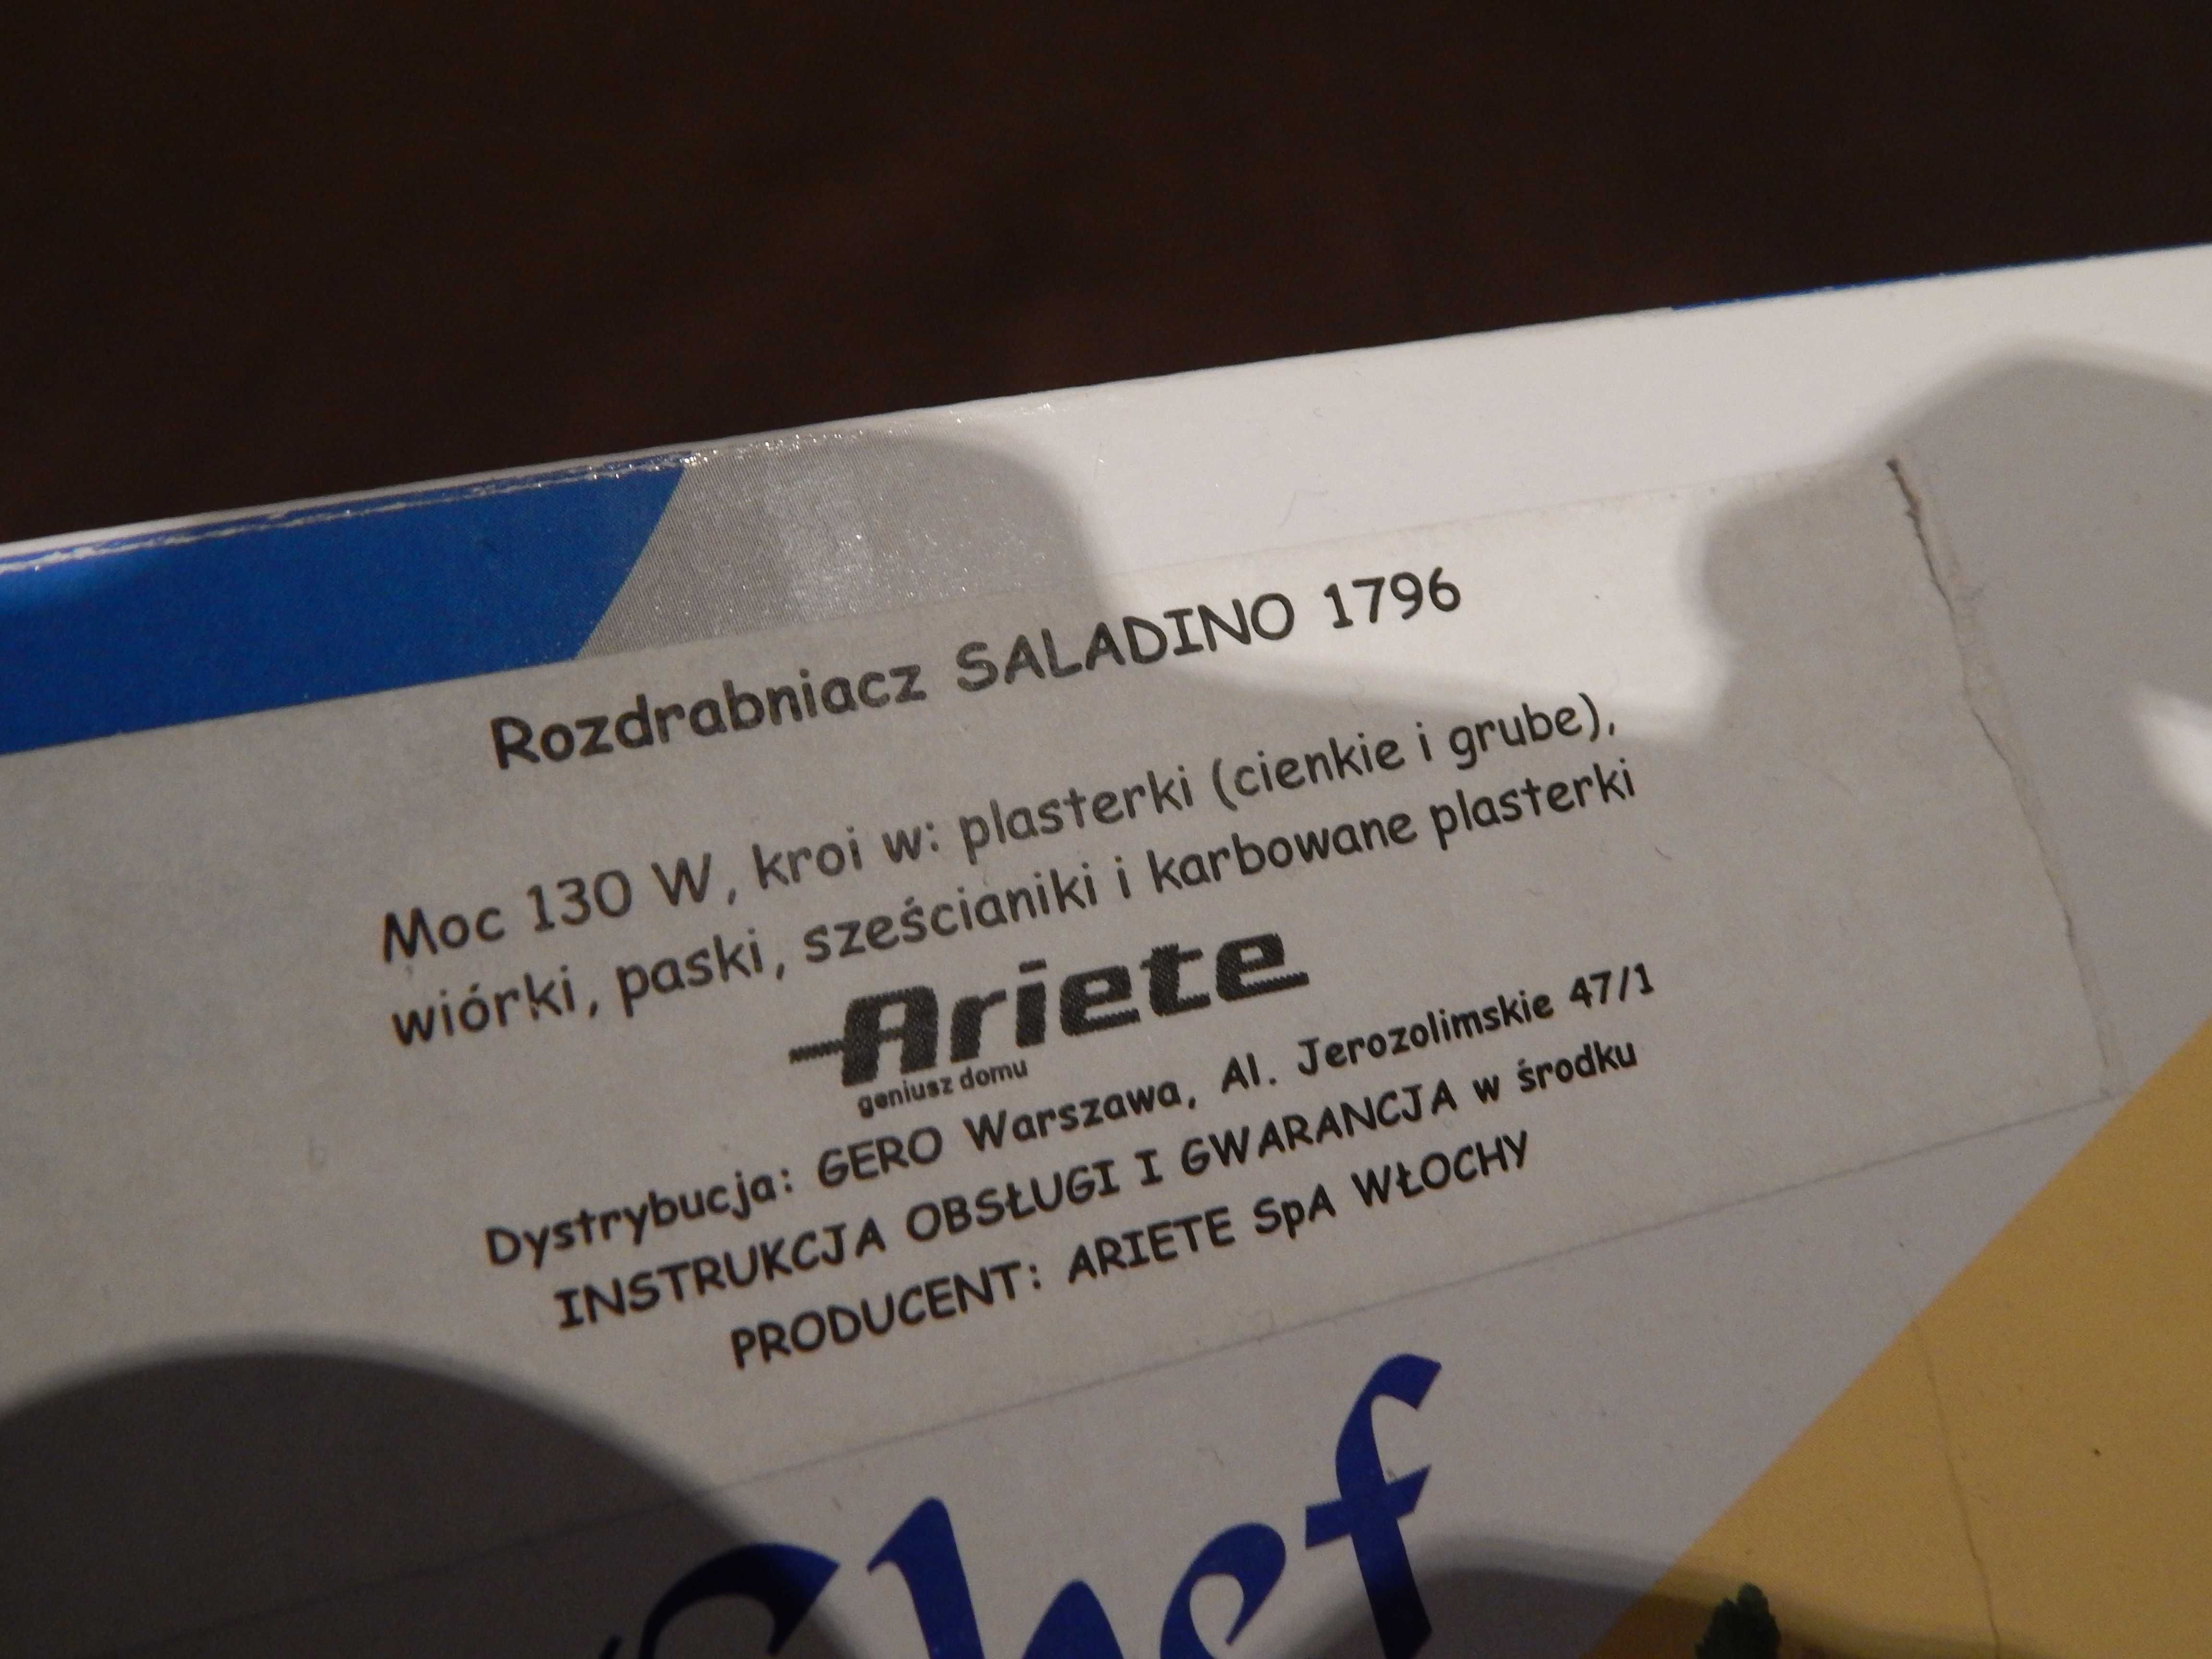 Rozdrabniacz SALADINO 1796
Moc 130 W, kroi w: plasterki (cienkie i grube),
wiórki, paski, sześcianiki i karbowane plasterki
Ariete
geniusz domu
Dystrybucja: GERO Warszawa, Al. Jerozolimskie 47/1
INSTRUKCJA OBSŁUGI I GWARANCJA w środku
PRODUCENT: ARIETE SpA WŁOCHY
Chef